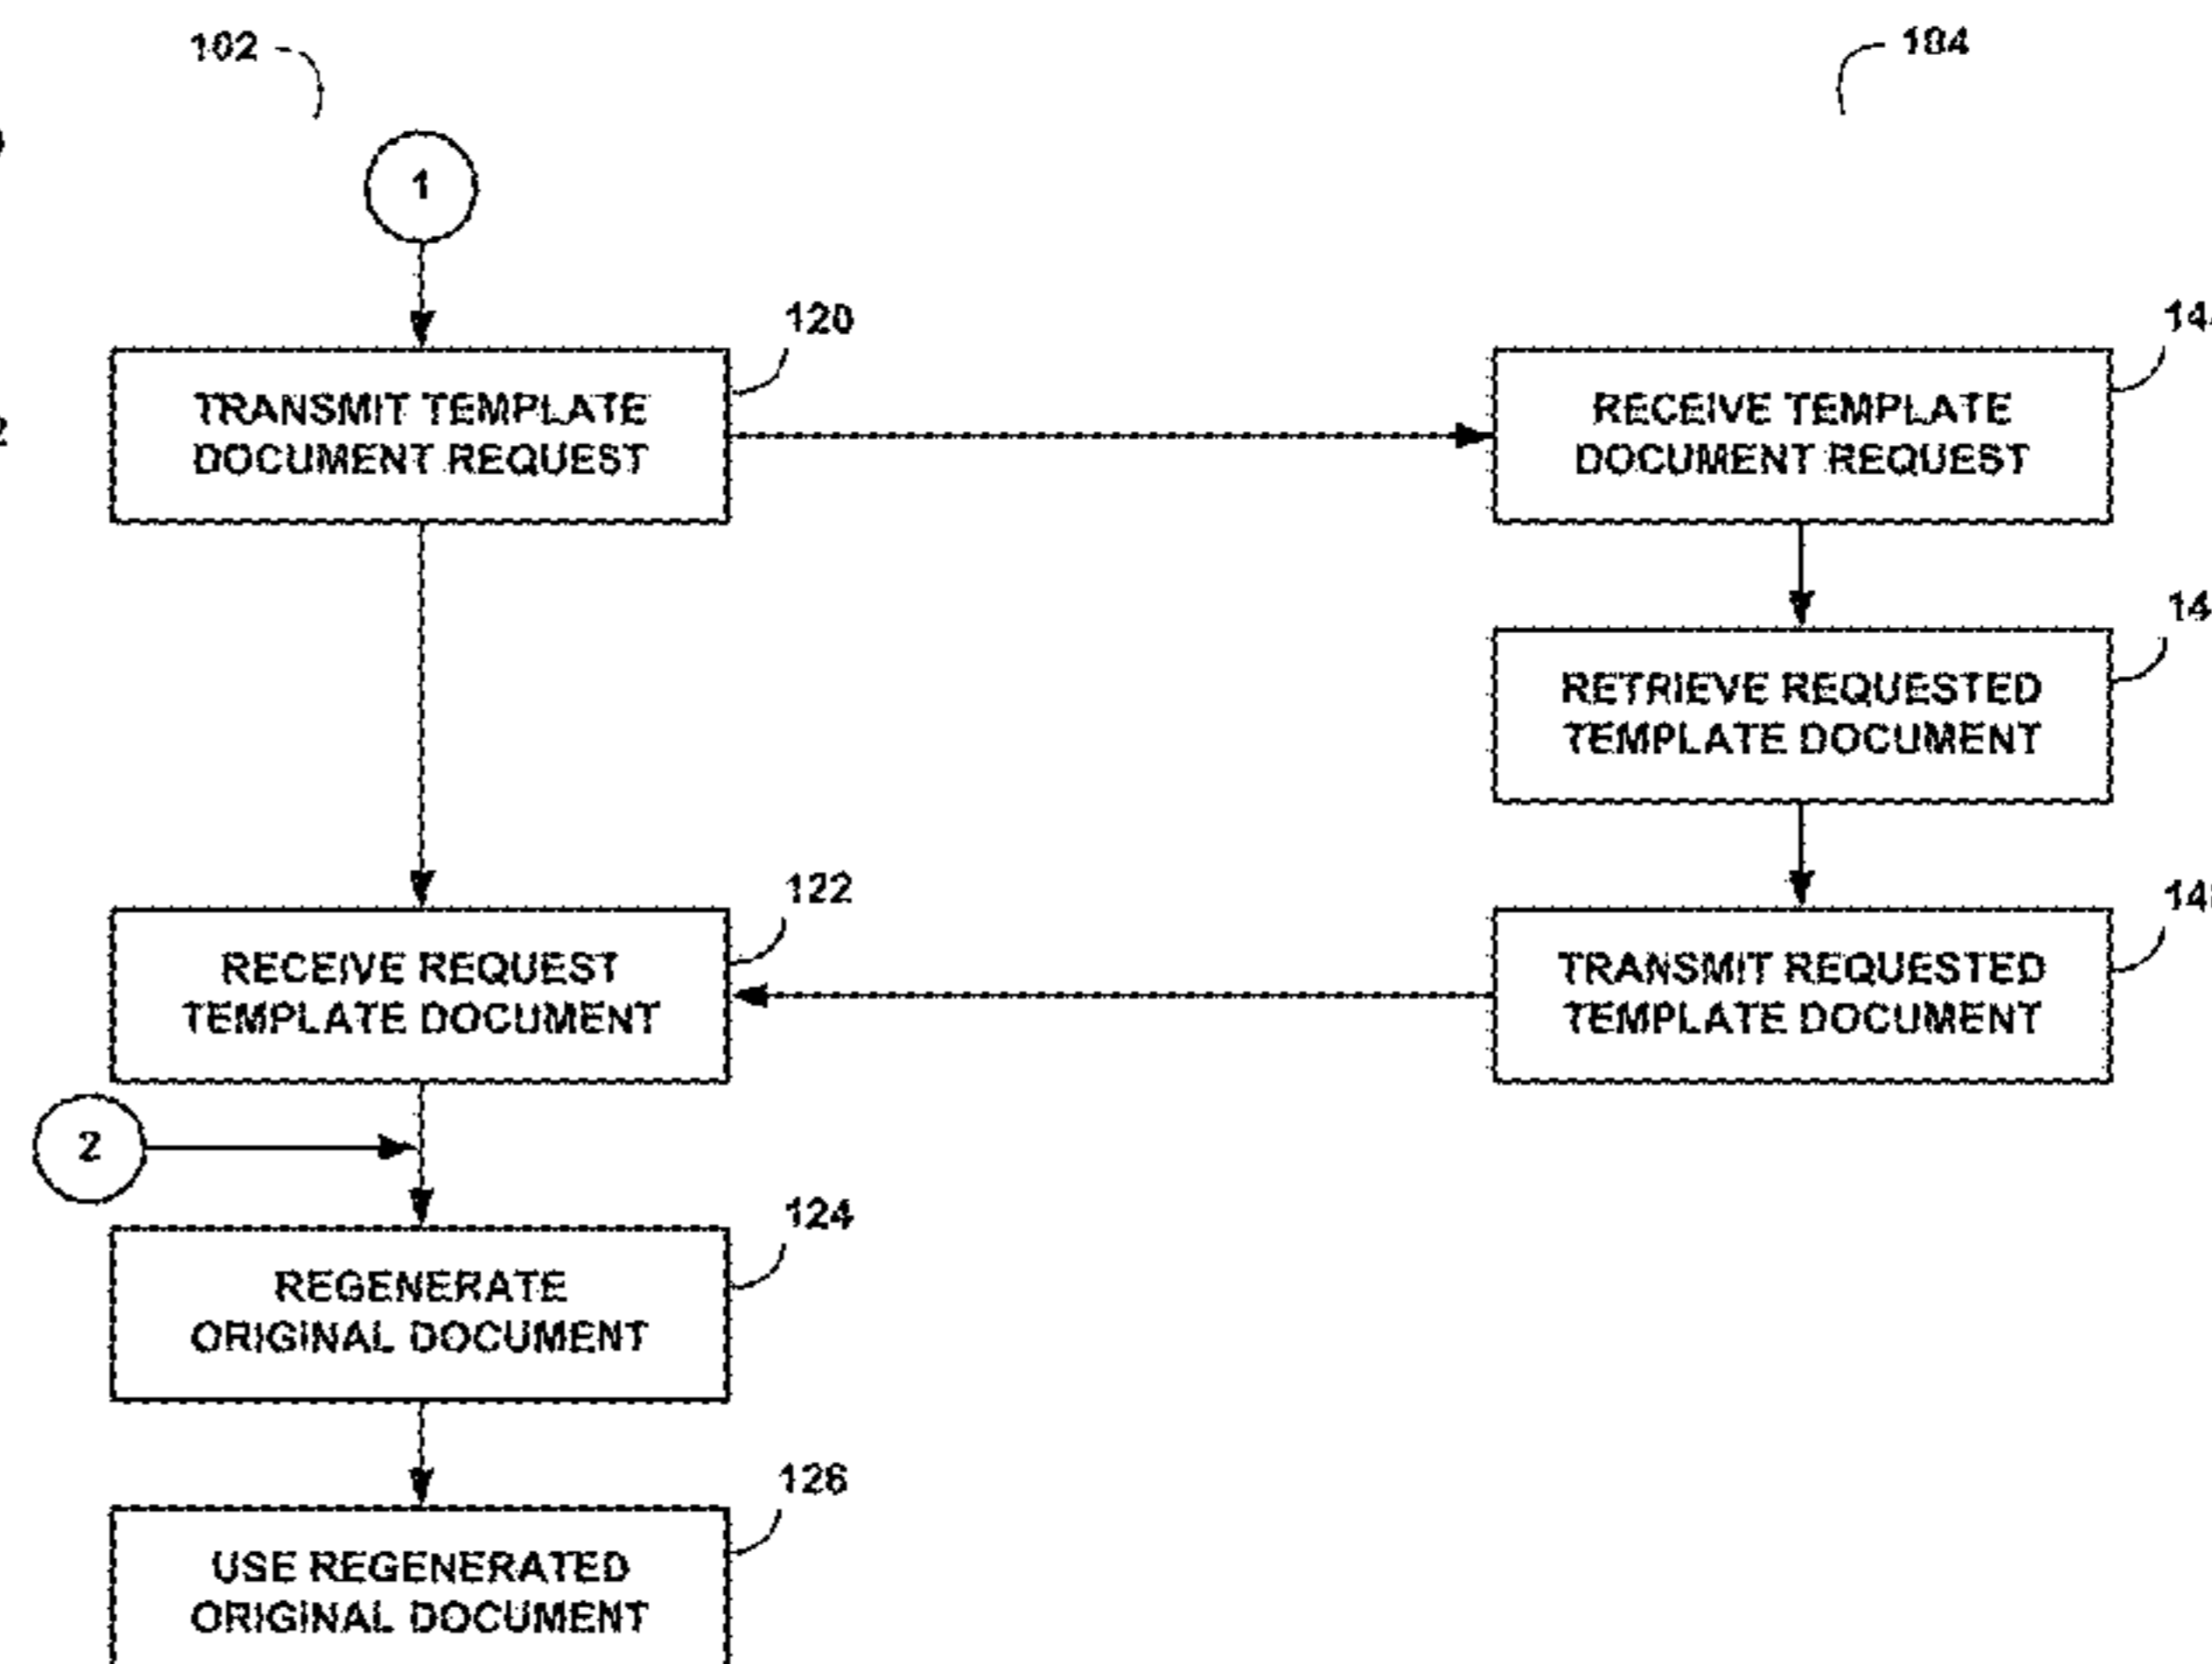 102
104
1
120
TRANSMIT TEMPLATE
DOCUMENT REQUEST
RECEIVE TEMPLATE
DOCUMENT REQUEST
RETRIEVE REQUESTED
TEMPLATE DOCUMENT
122
RECEIVE REQUEST
TEMPLATE DOCUMENT
TRANSMIT REQUESTED
TEMPLATE DOCUMENT
2
124
REGENERATE
ORIGINAL DOCUMENT
126
USE REGENERATED
ORIGINAL DOCUMENT